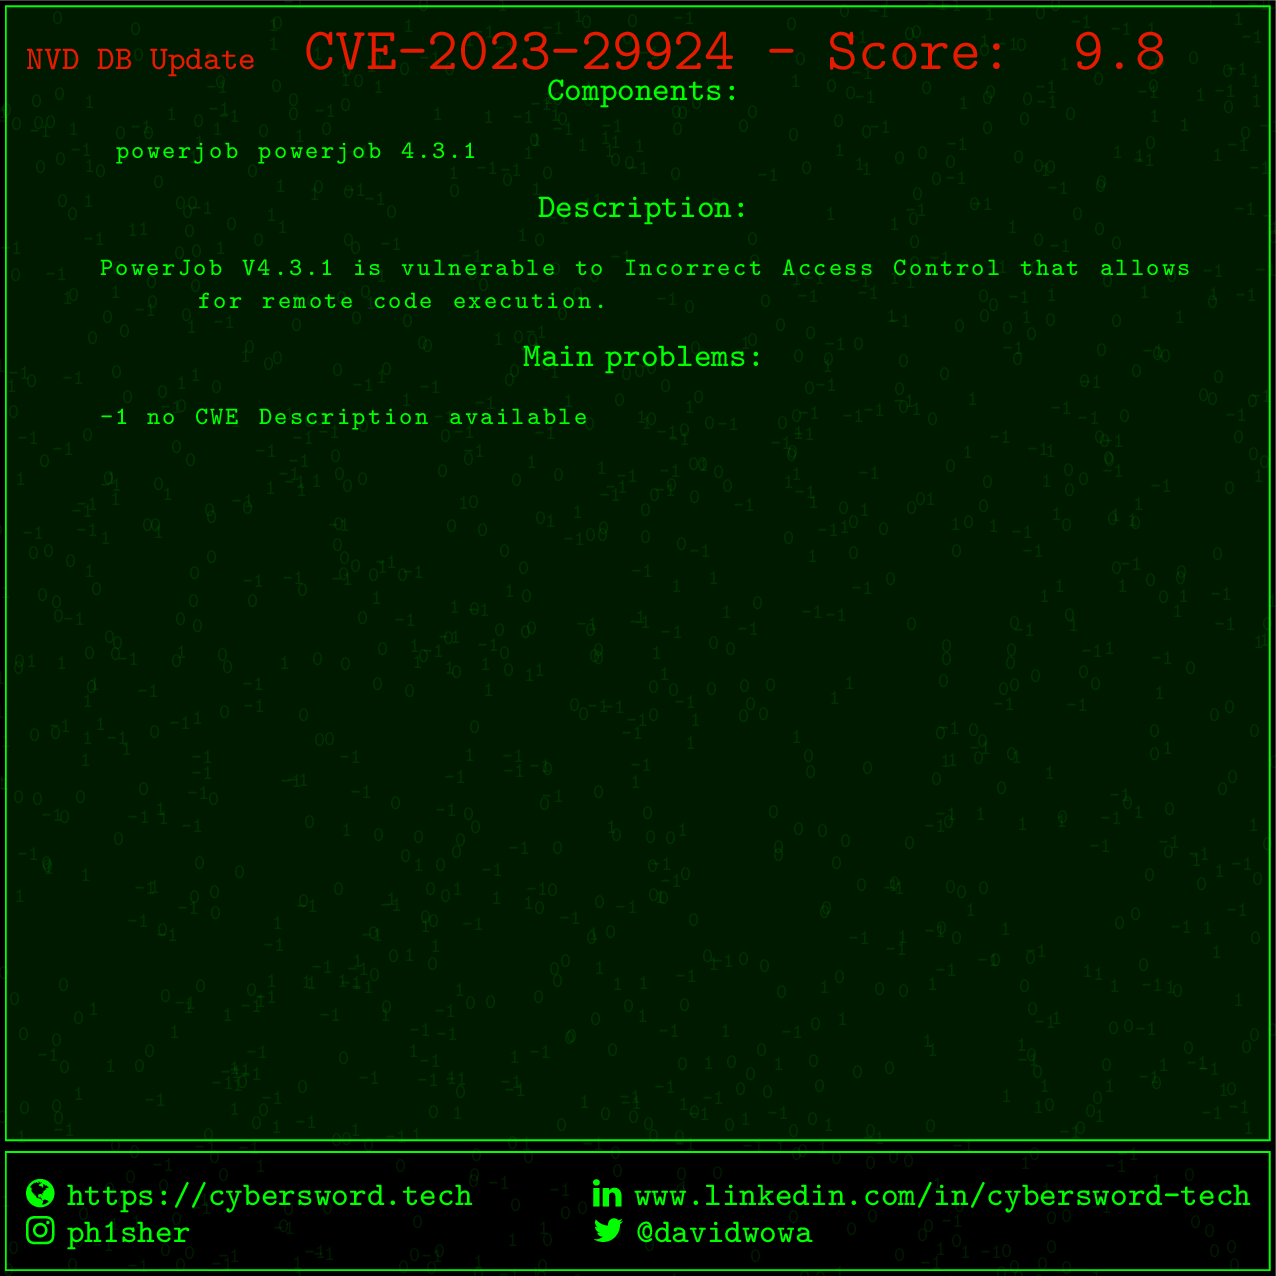 NVD DB Update CVE-2023-29924 - Score: 9.8
Components:
powerjob powerjob 4.3.1
Description:
PowerJob V4.3.1 is vulnerable to Incorrect Access Control that allows
for remote code execution.
Main problems:
-1 no CWE Description available
https://cybersword.tech
www.linkedin.com/in/cybersword-tech
ph1sher
@davidwowa